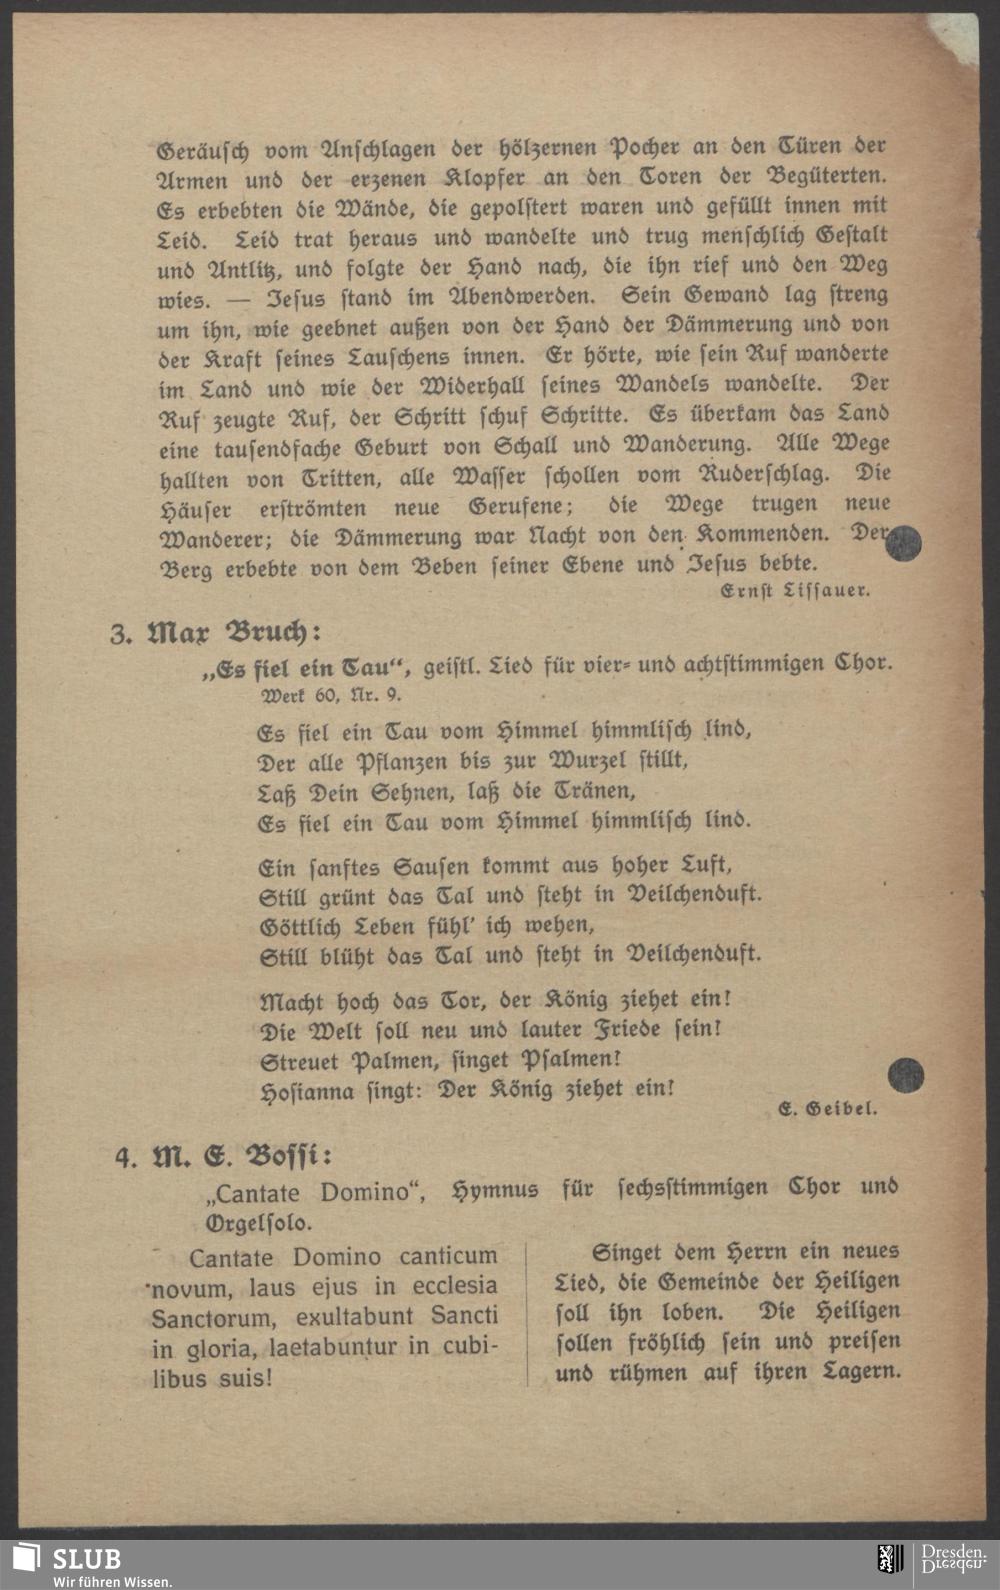 Geräusch vom Anschlagen der hölzernen Pocher an den Türen der
Armen und der erzenen Klopfer an den Toren der Begüterten.
Es erbebten die Wände, die gepolstert waren und gefüllt innen mit
Leid. Leid trat heraus und wandelte und trug menschlich Gestalt
und Antlitz, und folgte der Hand nach, die ihn rief und den Weg
wies. — Jesus stand im Abendwerden. Sein Gewand lag streng
um ihn, wie geebnet außen von der Hand der Dämmerung und von
der Kraft seines Lauschens innen. Er hörte, wie sein Ruf wanderte
im Land und wie der Widerhall seines Wandels wandelte. Der
Ruf zeugte Ruf, der Schritt schuf Schritte. Es überkam das Land
eine tausendfache Geburt von Schall und Wanderung. Alle Wege
hallten von Tritten, alle Wasser schollen vom Ruderschlag. Die
Häuser erströmten neue Gerufene; die Wege trugen neue
Wanderer; die Dämmerung war Nacht von den Kommenden. Der
Berg erbebte von dem Beben seiner Ebene und Jesus bebte.
Ernst Lissauer.
3. Max Bruch:
„Es fiel ein Tau“, geistl. Lied für vier- und achtstimmigen Chor.
Werk 60, Nr. 9.
Es fiel ein Tau vom Himmel himmlisch lind,
Der alle Pflanzen bis zur Wurzel stillt,
Laß Dein Sehnen, laß die Tränen,
Es fiel ein Tau vom Himmel himmlisch lind.
Ein sanftes Sausen kommt aus hoher Luft,
Still grünt das Tal und steht in Veilchenduft.
Göttlich Leben fühl' ich wehen,
Still blüht das Tal und steht in Veilchenduft.
Macht hoch das Tor, der König ziehet ein!
Die Welt soll neu und lauter Friede sein!
Streuet Palmen, singet Psalmen!
Hosianna singt: Der König ziehet ein!
E. Geibel.
4. M. E. Bossi:
„Cantate Domino“, Hymnus für sechsstimmigen Chor und
Orgelsolo.
Cantate Domino canticum
novum, laus ejus in ecclesia
Sanctorum, exultabunt Sancti
in gloria, laetabuntur in cubi-
libus suis!
Singet dem Herrn ein neues
Lied, die Gemeinde der Heiligen
soll ihn loben. Die Heiligen
sollen fröhlich sein und preisen
und rühmen auf ihren Lagern.
SLUB
Wir führen Wissen.
Dresden.
Dresden.